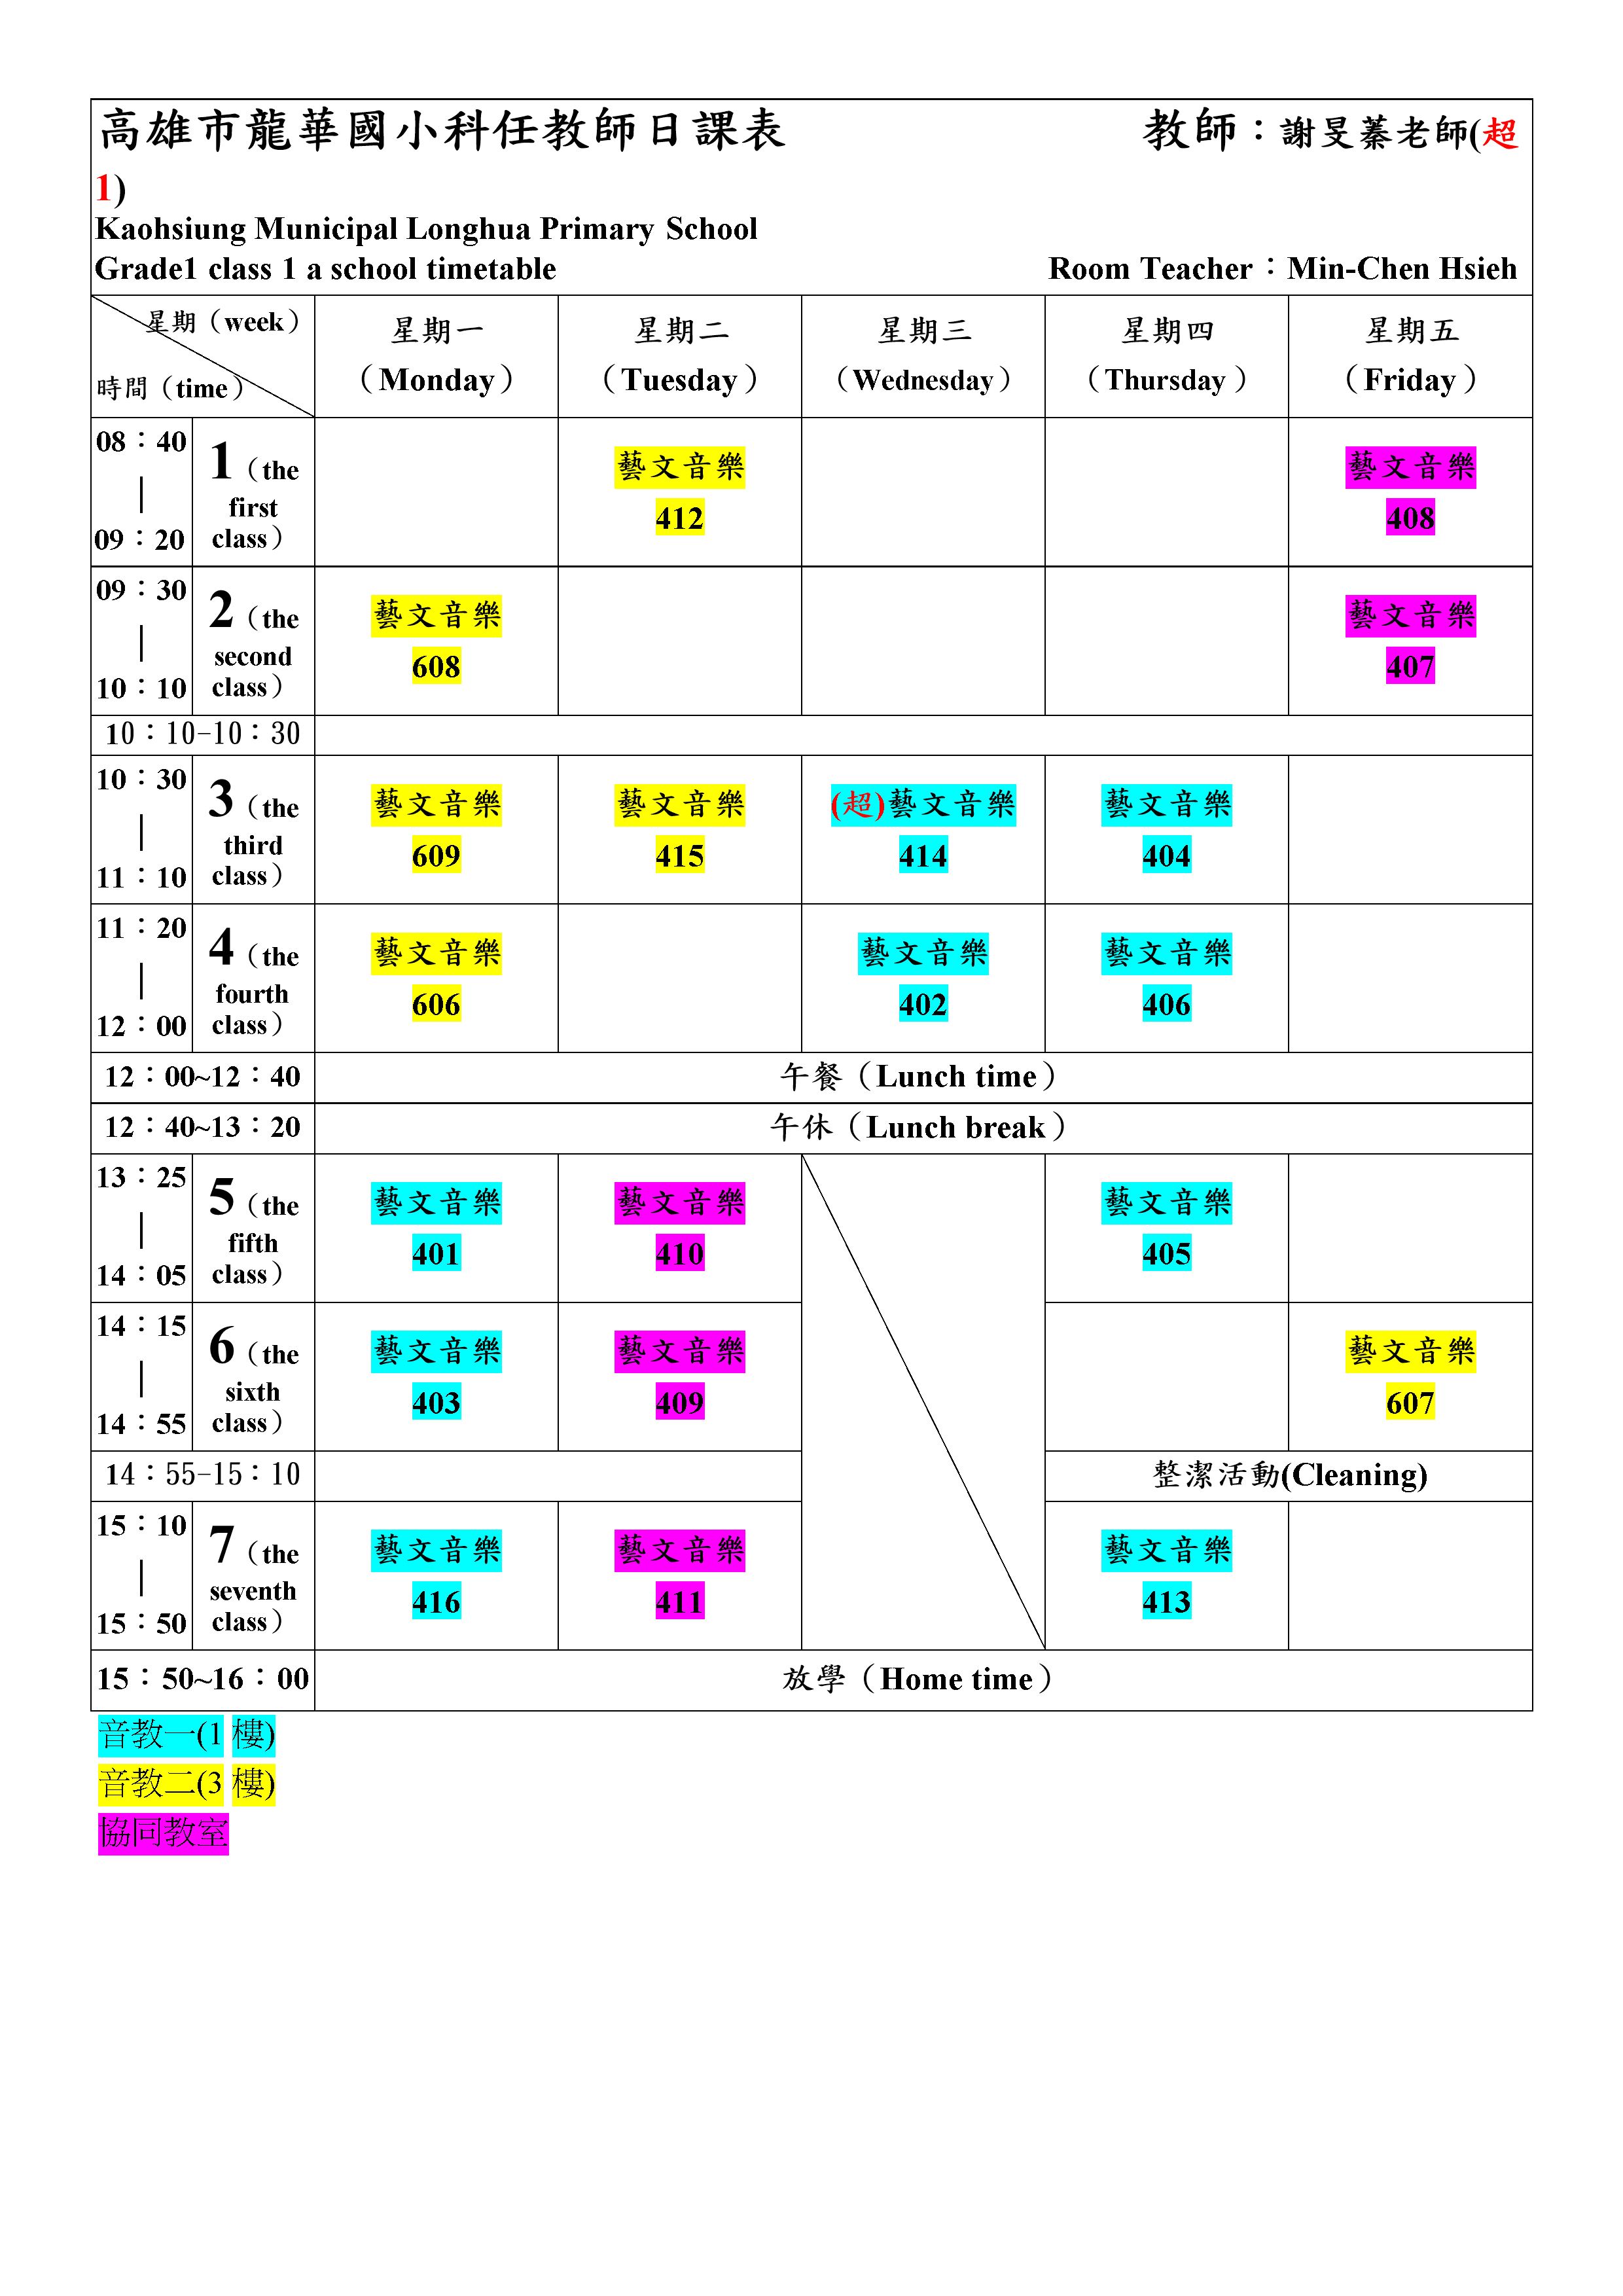 高雄市龍華國小科任教師日課表 教師：謝旻蓁老師(超
1)
Kaohsiung Municipal Longhua Primary School
Grade1 class 1 a school timetable Room Teacher：Min-Chen Hsieh
星期（week）
時間（time）
星期一
（Monday）
星期二
（Tuesday）
星期三
（Wednesday）
星期四
（Thursday）
星期五
（Friday）
08：40
｜
09：20
1（the
first
class）
藝文音樂
412
藝文音樂
408
09：30
｜
10：10
2（the
second
class）
藝文音樂
608
藝文音樂
407
10：10-10：30
10：30
｜
11：10
3（the
third
class）
藝文音樂
609
藝文音樂
415
(超)藝文音樂
414
藝文音樂
404
11：20
｜
12：00
4（the
fourth
class）
藝文音樂
606
藝文音樂
402
藝文音樂
406
12：00~12：40
午餐（Lunch time）
12：40~13：20
午休（Lunch break）
13：25
｜
14：05
5（the
fifth
class）
藝文音樂
401
藝文音樂
410
藝文音樂
405
14：15
｜
14：55
6（the
sixth
class）
藝文音樂
403
藝文音樂
409
藝文音樂
607
14：55-15：10
整潔活動(Cleaning)
15：10
｜
15：50
7（the
seventh
class）
藝文音樂
416
藝文音樂
411
藝文音樂
413
15：50~16：00
放學（Home time）
音教一(1 樓)
音教二(3 樓)
協同教室